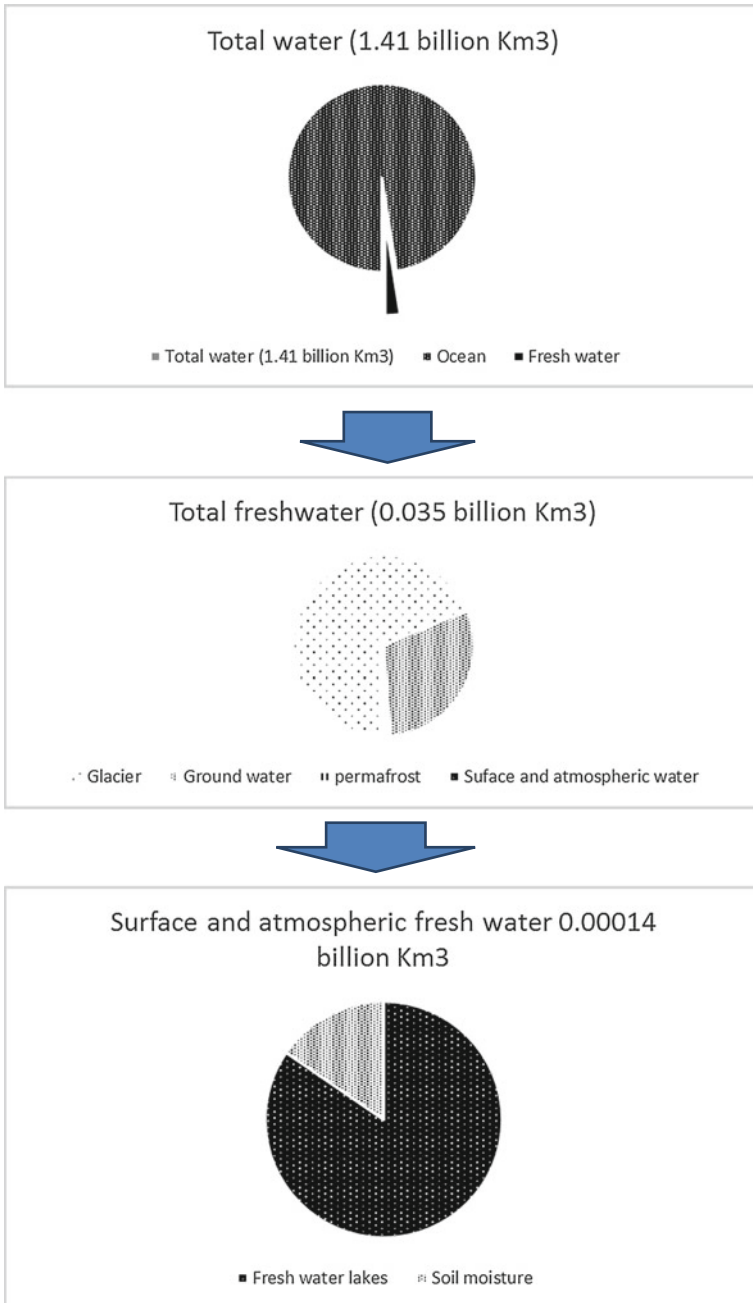 Total water (1.41 billion Km3)
Total water (1.41 billion Km3) Ocean Fresh water
Total freshwater (0.035 billion Km3)
Glacier Ground water permafrost Suface and atmospheric water
Surface and atmospheric fresh water 0.00014
billion Km3
Fresh water lakes Soil moisture